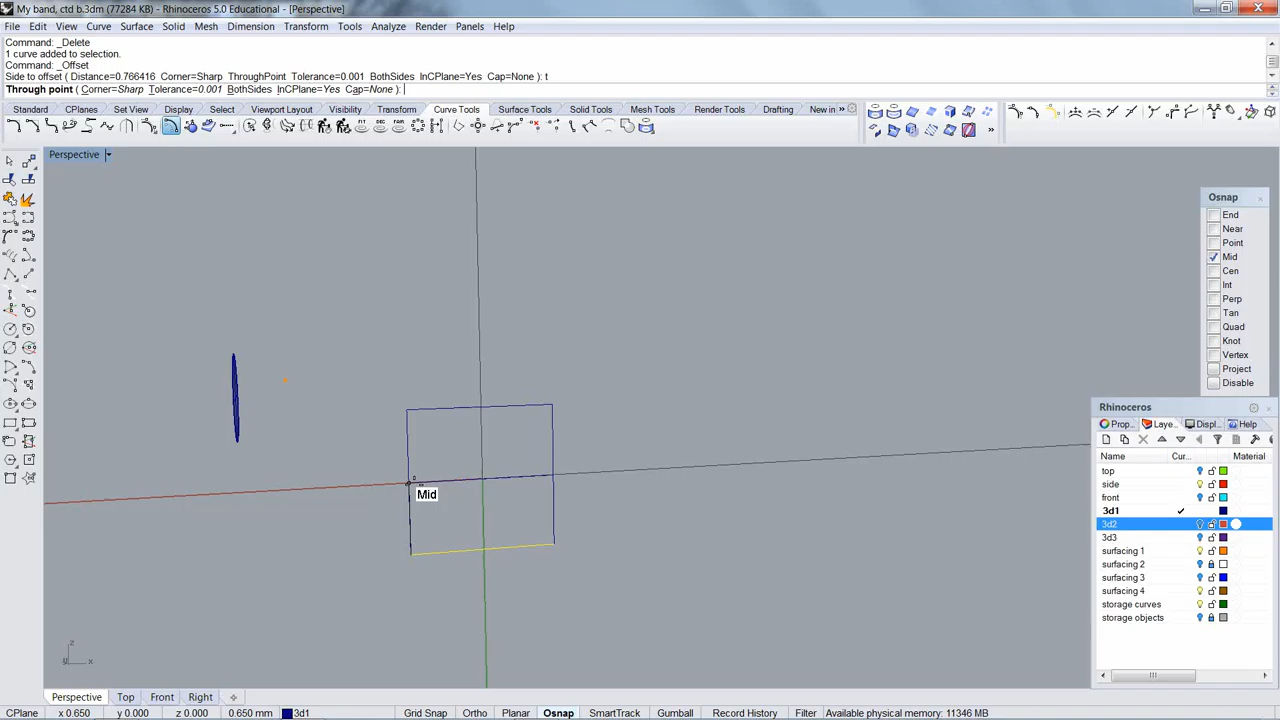 My band, ctd b.3dm (77284 KB) - Rhinoceros 5.0 Educational - [Perspective]
File Edit View Curve Surface Solid Mesh Dimension Transform Tools Analyze Render Panels Help
Command: _Delete
1 curve added to selection.
Command: _Offset
Side to offset ( Distance=0.766416 Corner=Sharp ThroughPoint Tolerance=0.001 BothSides InCPlane=Yes Cap=None ): t
Through point ( Corner=Sharp Tolerance=0.001 BothSides InCPlane=Yes Cap=None ):
Standard CPlanes Set View Display Select Viewport Layout Visibility Transform Curve Tools Surface Tools Solid Tools Mesh Tools Render Tools Drafting New in »
Perspective
Osnap
End
Near
Point
Mid
Cen
Int
Perp
Tan
Quad
Knot
Vertex
Project
Disable
Mid
Rhinoceros
Prop... Laye... Displ... Help
Name Cur... Material
top
side
front
3d1
3d2
3d3
surfacing 1
surfacing 2
surfacing 3
surfacing 4
storage curves
storage objects
z
y x
Perspective Top Front Right
CPlane x 0.650 y 0.000 z 0.000 0.650 mm 3d1 Grid Snap Ortho Planar Osnap SmartTrack Gumball Record History Filter Available physical memory: 11346 MB